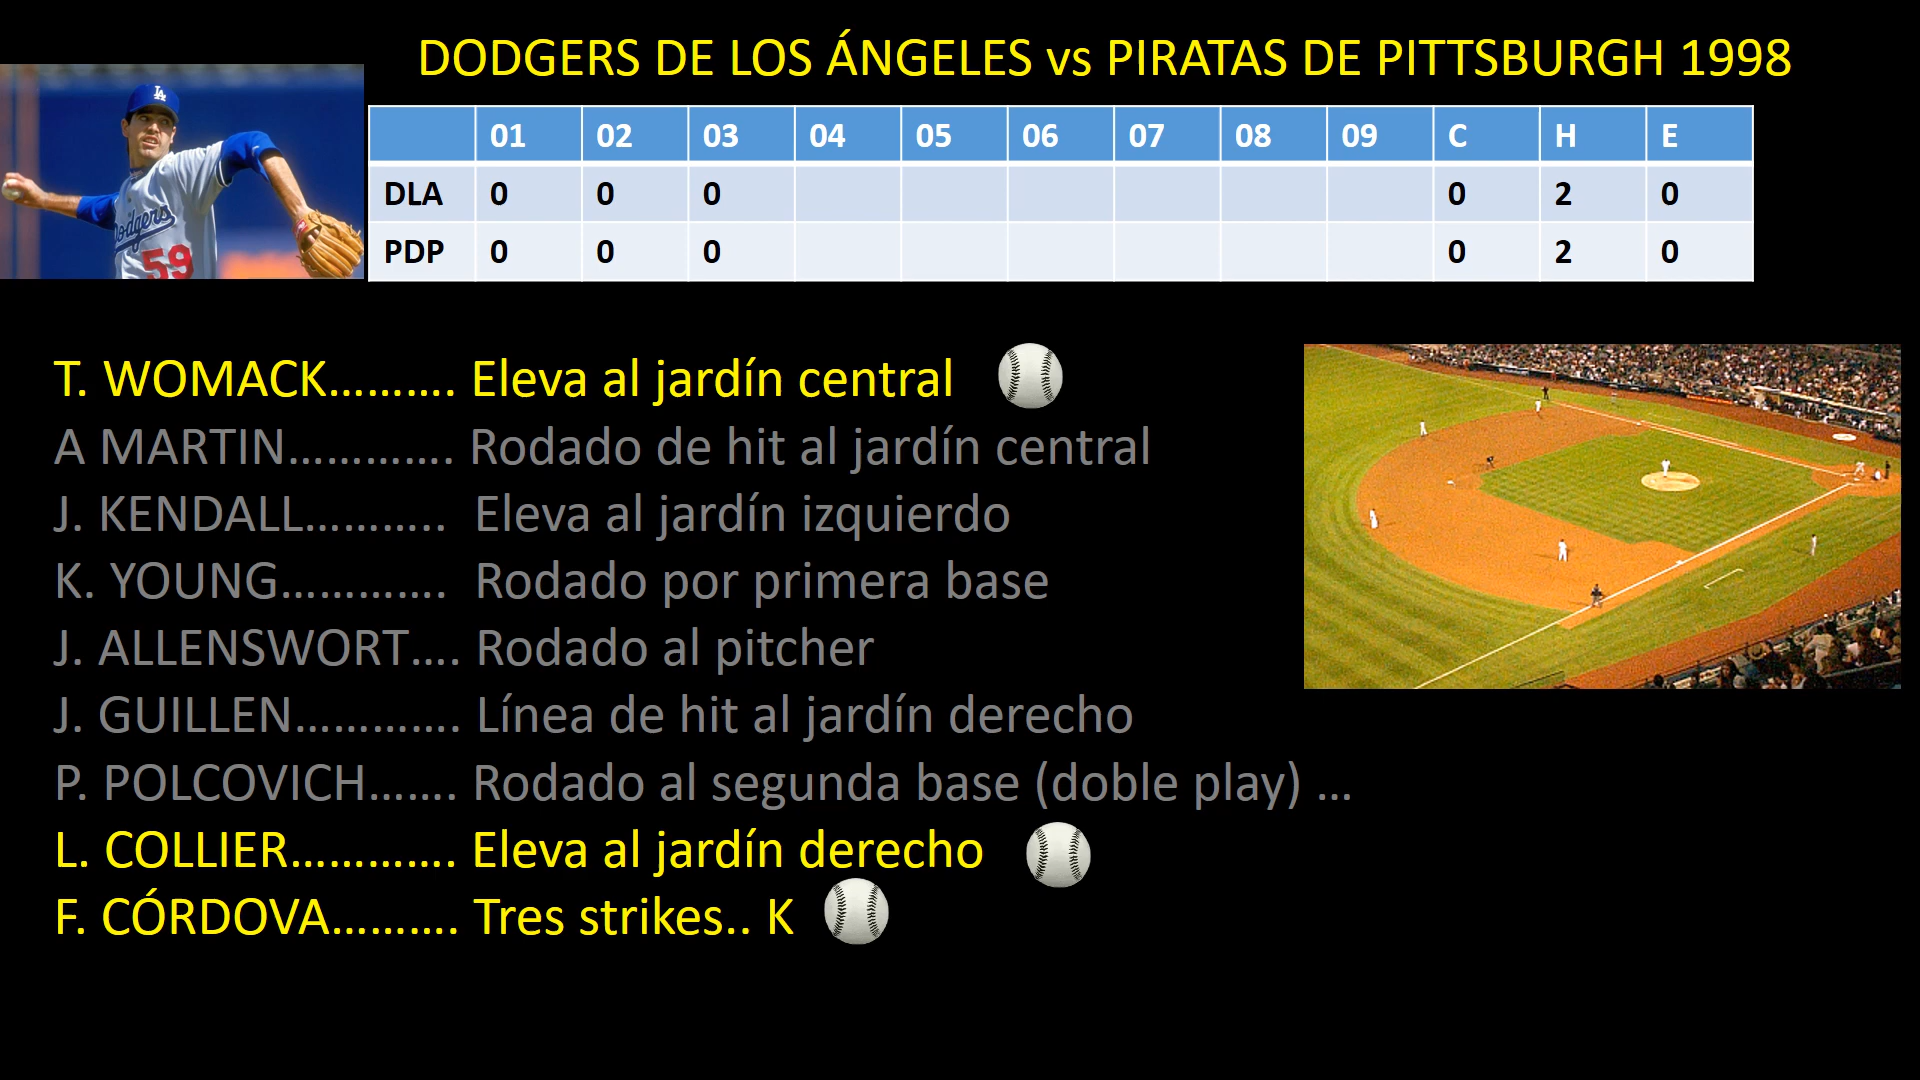 DODGERS DE LOS ÁNGELES vs PIRATAS DE PITTSBURGH 1998
01 02 03 04 05 06 07 08 09 C H E
DLA 0 0 0 0 2 0
PDP 0 0 0 0 2 0
LA
Dodgers
59
T. WOMACK………. Eleva al jardín central
A MARTIN…………. Rodado de hit al jardín central
J. KENDALL……….. Eleva al jardín izquierdo
K. YOUNG…………. Rodado por primera base
J. ALLENSWORT…. Rodado al pitcher
J. GUILLEN…………. Línea de hit al jardín derecho
P. POLCOVICH……. Rodado al segunda base (doble play) …
L. COLLIER…………. Eleva al jardín derecho
F. CÓRDOVA………. Tres strikes.. K